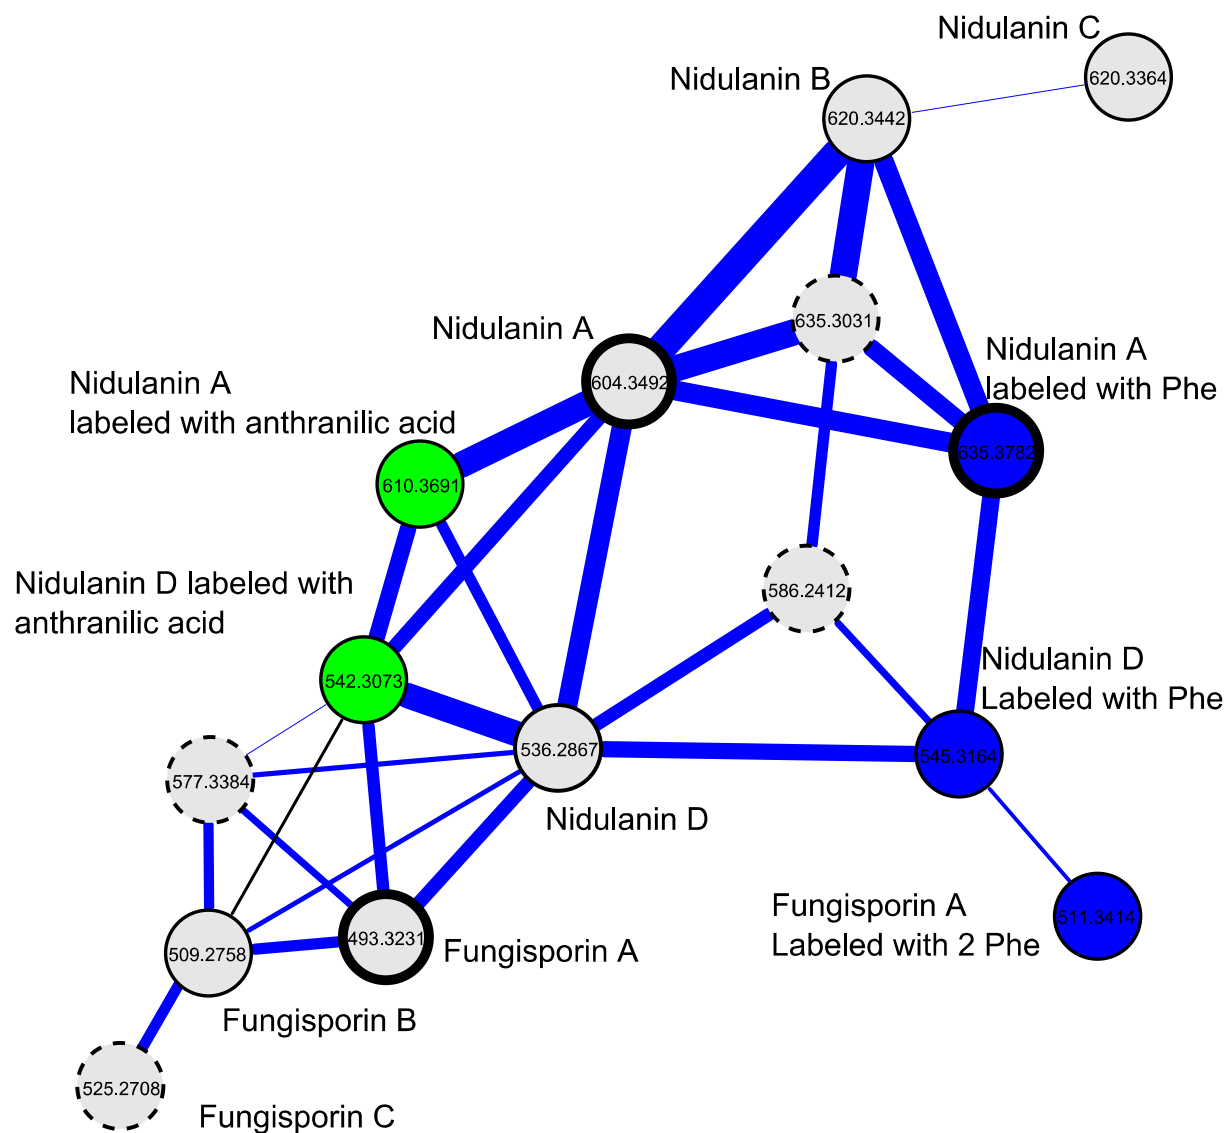 Nidulanin C
620.3364
Nidulanin B
620.3442
635.3031
Nidulanin A
604.3492
Nidulanin A
labeled with Phe
635.3782
Nidulanin A
labeled with anthranilic acid
610.3691
586.2412
Nidulanin D labeled with
anthranilic acid
542.3073
Nidulanin D
Labeled with Phe
545.3164
536.2867
Nidulanin D
577.3384
Fungisporin A
Labeled with 2 Phe
511.3414
493.3231
Fungisporin A
509.2758
Fungisporin B
525.2708
Fungisporin C